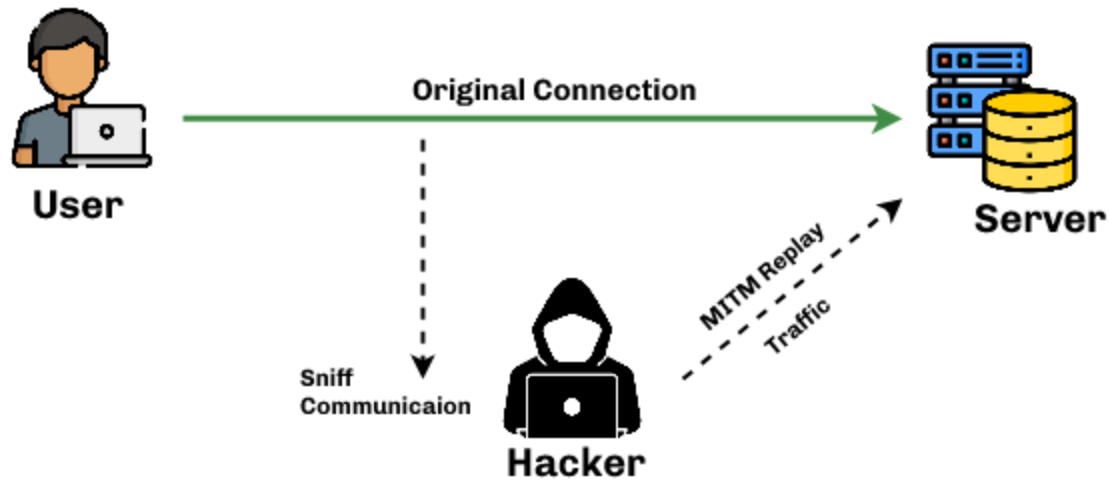 Original Connection
User
Server
MITM Replay
Traffic
Sniff
Communicaion
Hacker